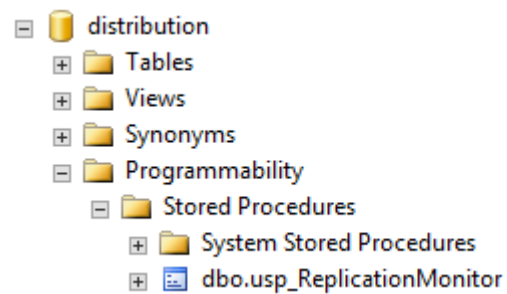 distribution
Tables
Views
Synonyms
Programmability
Stored Procedures
System Stored Procedures
dbo.usp_ReplicationMonitor